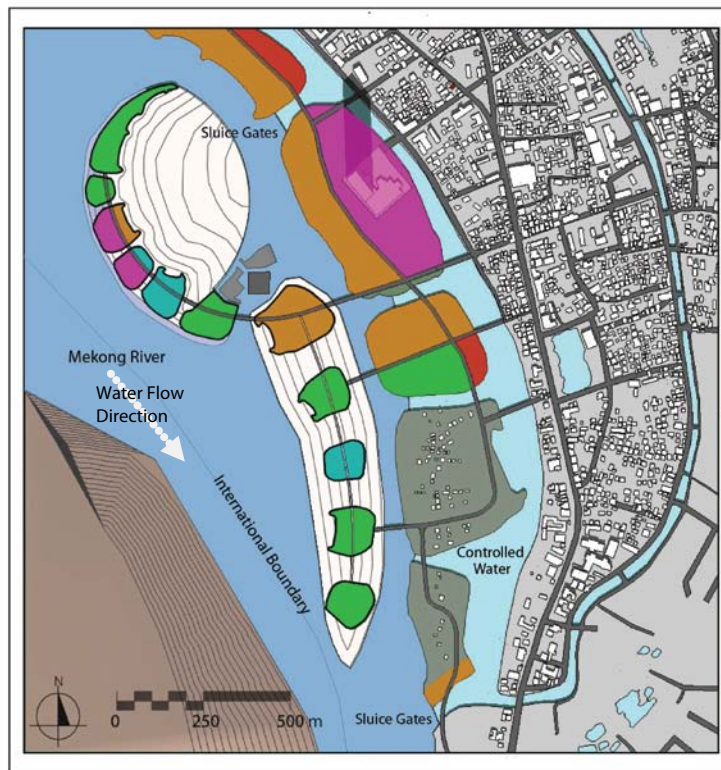 Sluice Gates
Mekong River
Water Flow
Direction
International Boundary
Controlled
Water
N
0 250 500 m
Sluice Gates